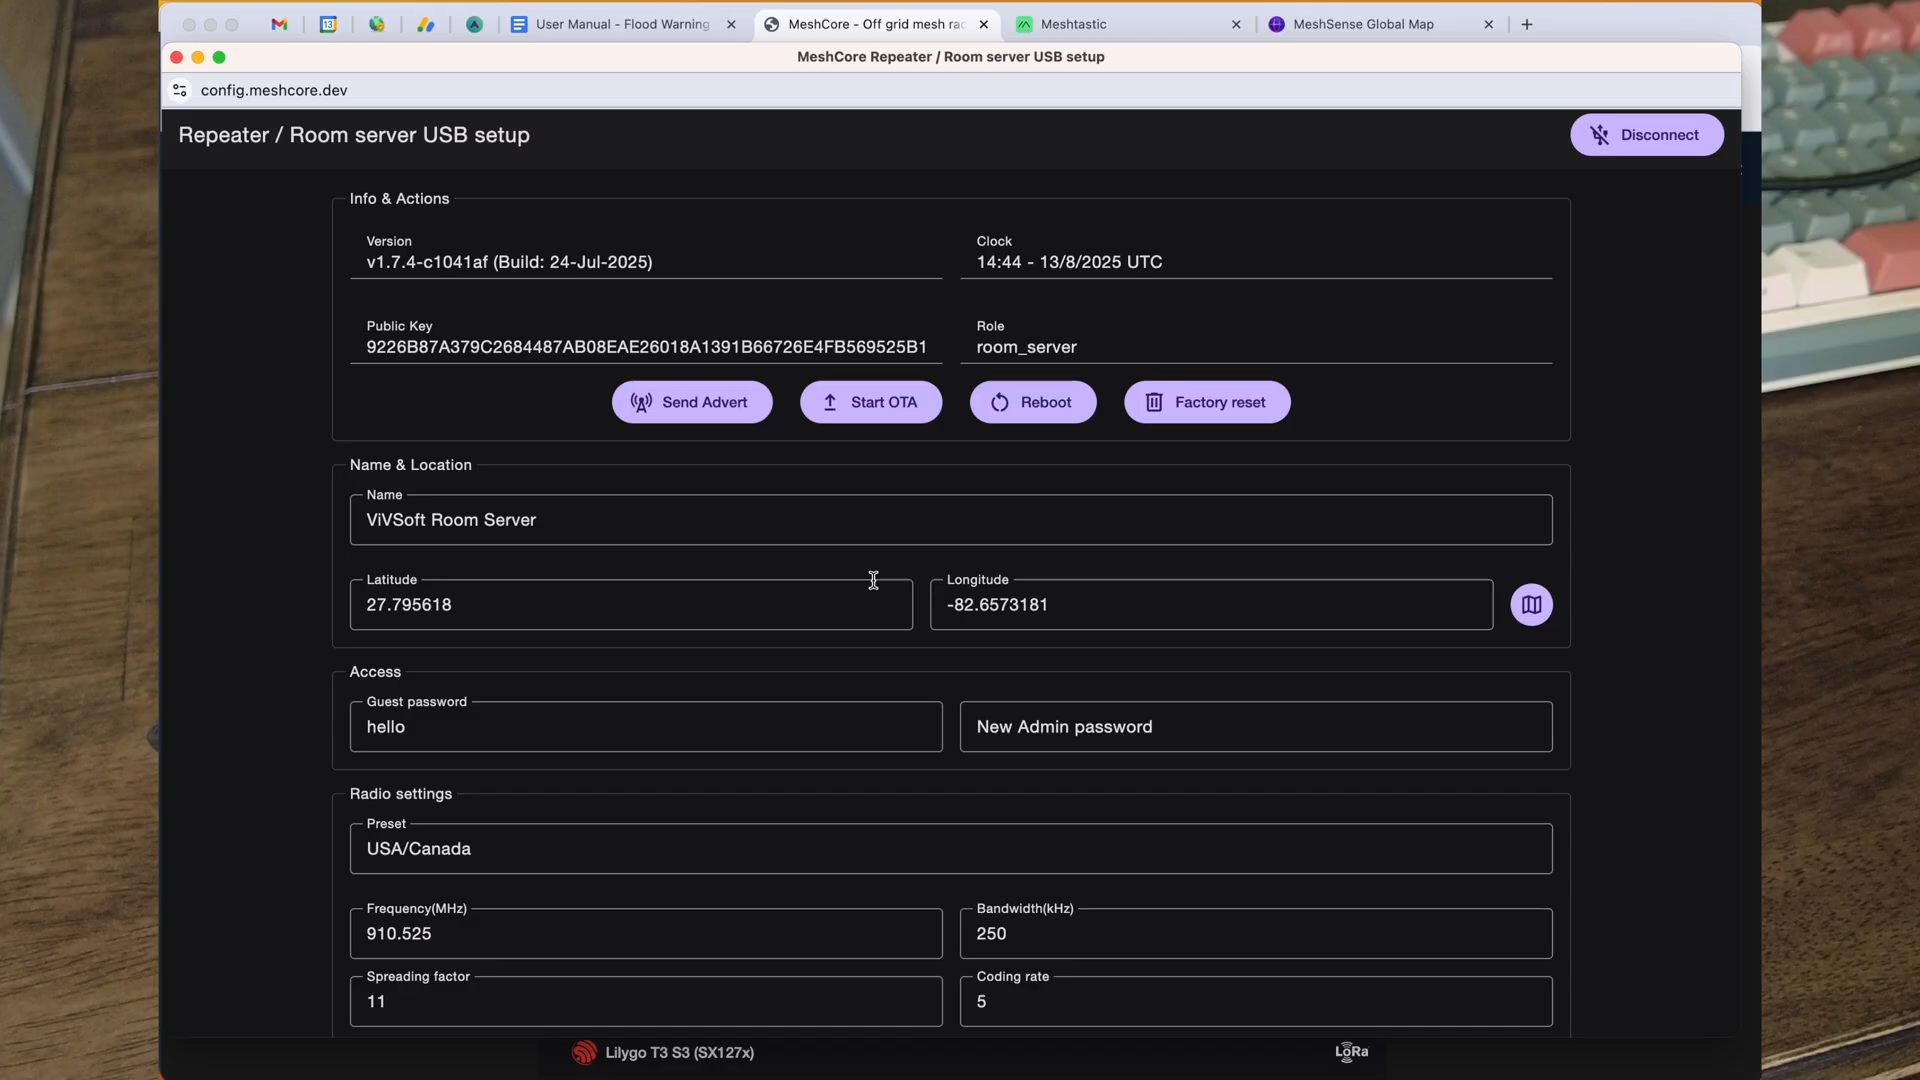 13
User Manual - Flood Warning
MeshCore - Off grid mesh rad
Meshtastic
MeshSense Global Map
MeshCore Repeater / Room server USB setup
config.meshcore.dev
Repeater / Room server USB setup
Disconnect
Info & Actions
Version
v1.7.4-c1041af (Build: 24-Jul-2025)
Clock
14:44 - 13/8/2025 UTC
Public Key
9226B87A379C2684487AB08EAE26018A1391B66726E4FB569525B1
Role
room_server
Send Advert
Start OTA
Reboot
Factory reset
Name & Location
Name
ViVSoft Room Server
Latitude
27.795618
Longitude
-82.6573181
Access
Guest password
hello
New Admin password
Radio settings
Preset
USA/Canada
Frequency(MHz)
910.525
Bandwidth(kHz)
250
Spreading factor
11
Coding rate
5
Lilygo T3 S3 (SX127x)
LoRa